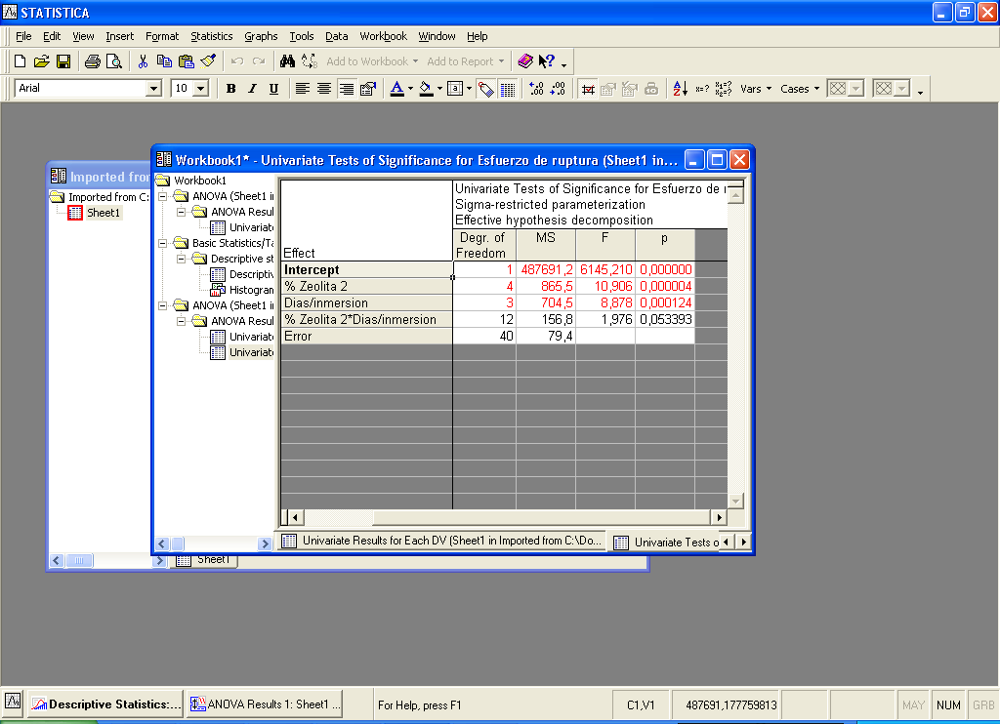 STATISTICA
File Edit View Insert Format Statistics Graphs Tools Data Workbook Window Help
Add to Workbook Add to Report
Arial 10 B I U Vars Cases
Imported from
Imported from C:
Sheet1
Sheet1
Workbook1* - Univariate Tests of Significance for Esfuerzo de ruptura (Sheet1 in...
Workbook1
ANOVA (Sheet1 i
ANOVA Resul
Univariat
Basic Statistics/Ta
Descriptive st
Descriptiv
Histogran
ANOVA (Sheet1 i
ANOVA Resul
Univariat
Univariat
Univariate Tests of Significance for Esfuerzo de r
Sigma-restricted parameterization
Effective hypothesis decomposition
Effect Degr. of Freedom MS F p
Intercept 1 487691,2 6145,210 0,000000
% Zeolita 2 4 865,5 10,906 0,000004
Dias/inmersion 3 704,5 8,878 0,000124
% Zeolita 2*Dias/inmersion 12 156,8 1,976 0,053393
Error 40 79,4
Univariate Results for Each DV (Sheet1 in Imported from C:\Do... Univariate Tests o
Descriptive Statistics:... ANOVA Results 1: Sheet1 ... For Help, press F1 C1,V1 487691,177759813 MAY NUM GRB